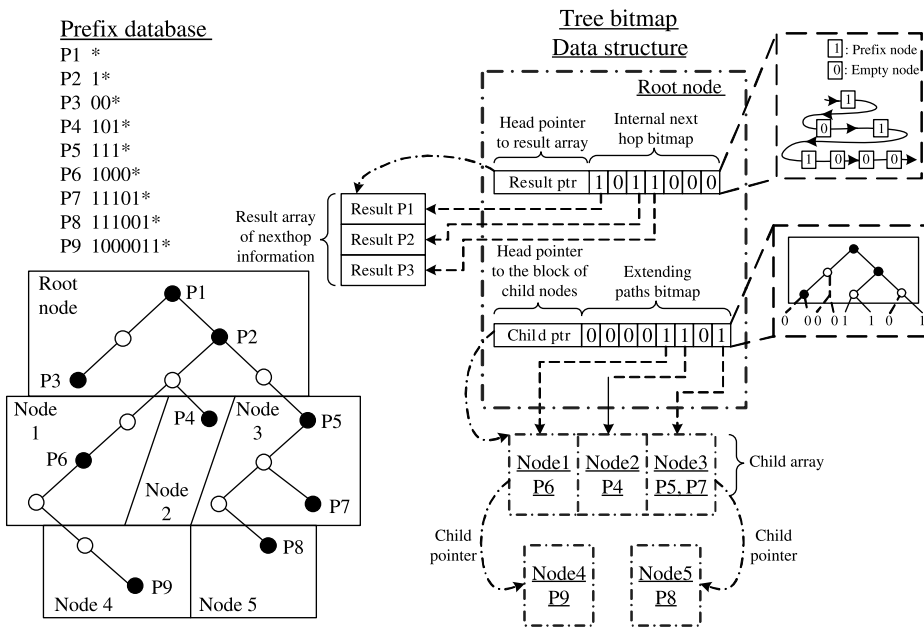 Prefix database
P1 *
P2 1*
P3 00*
P4 101*
P5 111*
P6 1000*
P7 11101*
P8 111001*
P9 1000011*
Root
node
P1
P2
P3
Node
1
P4
Node
3
P5
P6
Node
2
P7
P8
P9
Node 4
Node 5
Tree bitmap
Data structure
Root node
Head pointer
to result array
Internal next
hop bitmap
Result ptr 1 0 1 1 0 0 0
Result array
of nexthop
information
Result P1
Result P2
Result P3
Head pointer
to the block of
child nodes
Extending
paths bitmap
Child ptr 0 0 0 0 1 1 0 1
Node1
P6
Node2
P4
Node3
P5, P7
Child array
Child
pointer
Child
pointer
Node4
P9
Node5
P8
1 : Prefix node
0 : Empty node
1
0 1
1 0 0 0
0 0 0 0 1 1 0 1